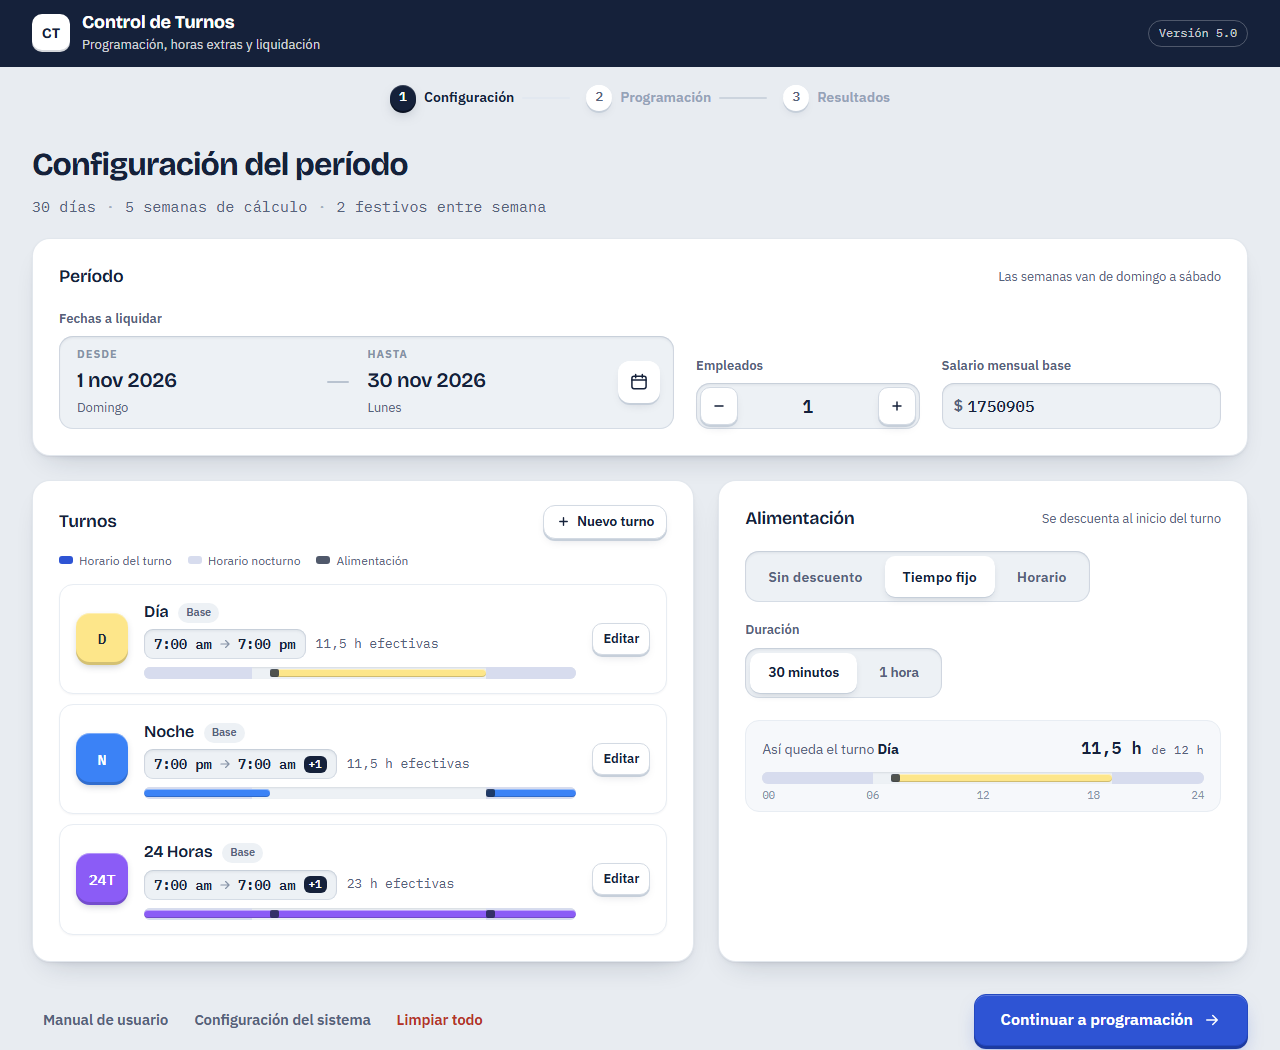 CT
Control de Turnos
Programación, horas extras y liquidación
Versión 5.0
1 Configuración
2 Programación
3 Resultados
Configuración del período
30 días · 5 semanas de cálculo · 2 festivos entre semana
Período
Las semanas van de domingo a sábado
Fechas a liquidar
DESDE
1 nov 2026
Domingo
—
HASTA
30 nov 2026
Lunes
Empleados
− 1 +
Salario mensual base
$ 1750905
Turnos
+ Nuevo turno
Horario del turno
Horario nocturno
Alimentación
D
Día Base
7:00 am → 7:00 pm 11,5 h efectivas
Editar
N
Noche Base
7:00 pm → 7:00 am +1 11,5 h efectivas
Editar
24T
24 Horas Base
7:00 am → 7:00 am +1 23 h efectivas
Editar
Alimentación
Se descuenta al inicio del turno
Sin descuento Tiempo fijo Horario
Duración
30 minutos 1 hora
Así queda el turno Día
11,5 h de 12 h
00 06 12 18 24
Manual de usuario
Configuración del sistema
Limpiar todo
Continuar a programación →